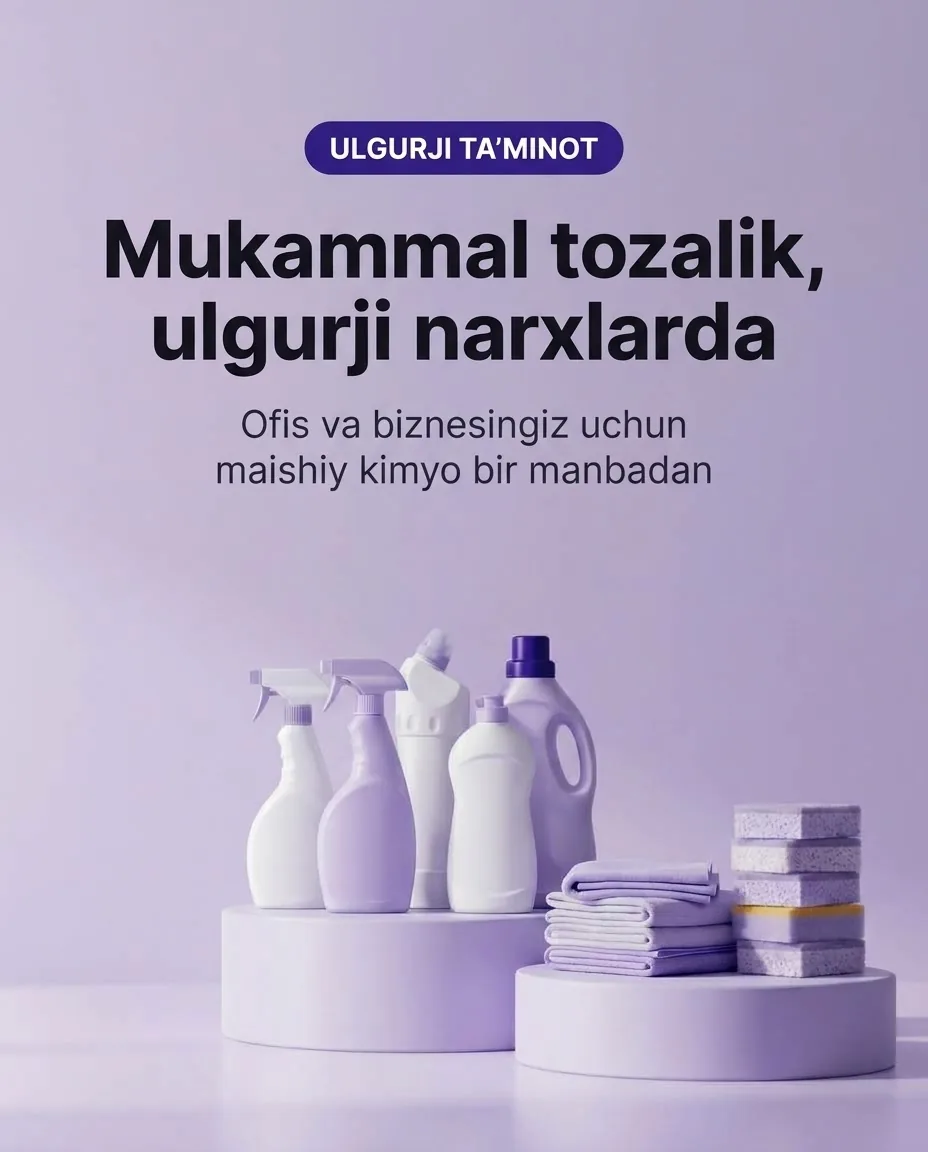 ULGURJI TA’MINOT
Mukammal tozalik,
ulgurji narxlarda
Ofis va biznesingiz uchun
maishiy kimyo bir manbadan